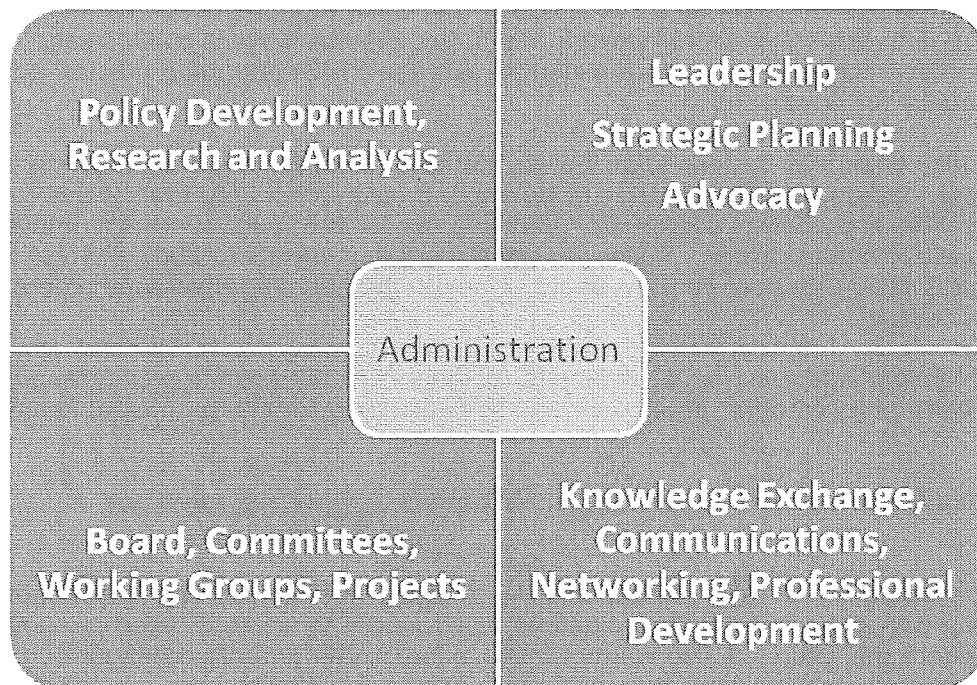 Policy Development,
Research and Analysis
Leadership
Strategic Planning
Advocacy
Administration
Board, Committees,
Working Groups, Projects
Knowledge Exchange,
Communications,
Networking, Professional
Development